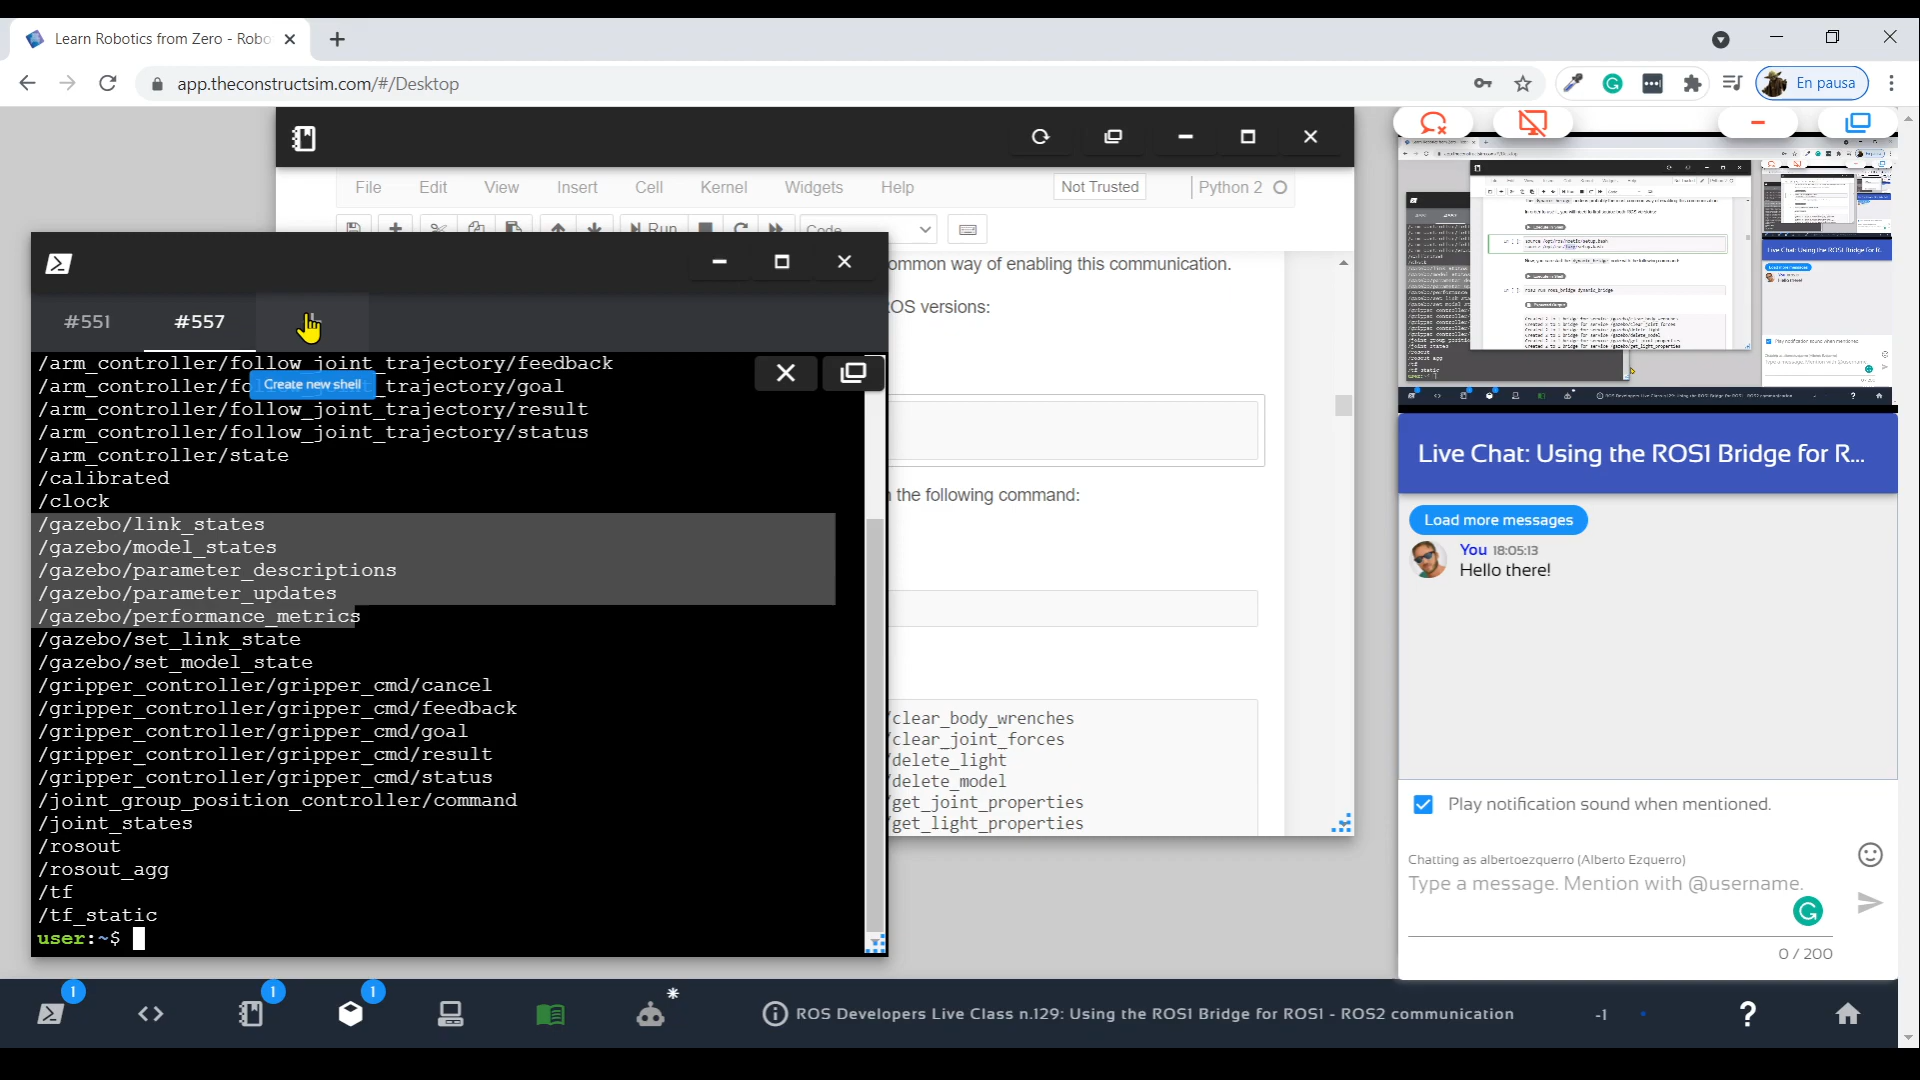 Learn Robotics from Zero - Robo
app.theconstructsim.com/#/Desktop
En pausa
File Edit View Insert Cell Kernel Widgets Help
Not Trusted
Python 2
Run
Code
ommon way of enabling this communication.
OS versions:
the following command:
/clear_body_wrenches
/clear_joint_forces
/delete_light
/delete_model
/get_joint_properties
/get_light_properties
#551
#557
Create new shell
/arm_controller/follow_joint_trajectory/feedback
/arm_controller/follow_joint_trajectory/goal
/arm_controller/follow_joint_trajectory/result
/arm_controller/follow_joint_trajectory/status
/arm_controller/state
/calibrated
/clock
/gazebo/link_states
/gazebo/model_states
/gazebo/parameter_descriptions
/gazebo/parameter_updates
/gazebo/performance_metrics
/gazebo/set_link_state
/gazebo/set_model_state
/gripper_controller/gripper_cmd/cancel
/gripper_controller/gripper_cmd/feedback
/gripper_controller/gripper_cmd/goal
/gripper_controller/gripper_cmd/result
/gripper_controller/gripper_cmd/status
/joint_group_position_controller/command
/joint_states
/rosout
/rosout_agg
/tf
/tf_static
user:~$
Live Chat: Using the ROS1 Bridge for R...
Load more messages
You 18:05:13
Hello there!
Play notification sound when mentioned.
Chatting as albertoezquerro (Alberto Ezquerro)
Type a message. Mention with @username.
0 / 200
1
1
1
ROS Developers Live Class n.129: Using the ROS1 Bridge for ROS1 - ROS2 communication
-1
?